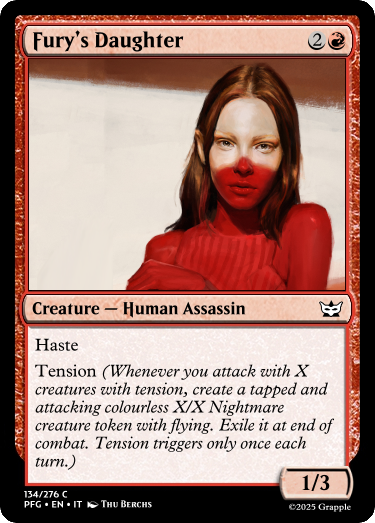 Fury's Daughter 2
Creature — Human Assassin
Haste
Tension (Whenever you attack with X
creatures with tension, create a tapped and
attacking colourless X/X Nightmare
creature token with flying. Exile it at end of
combat. Tension triggers only once each
turn.)
1/3
134/276 C
PFG • EN • IT Thu Berchs
©2025 Grapple